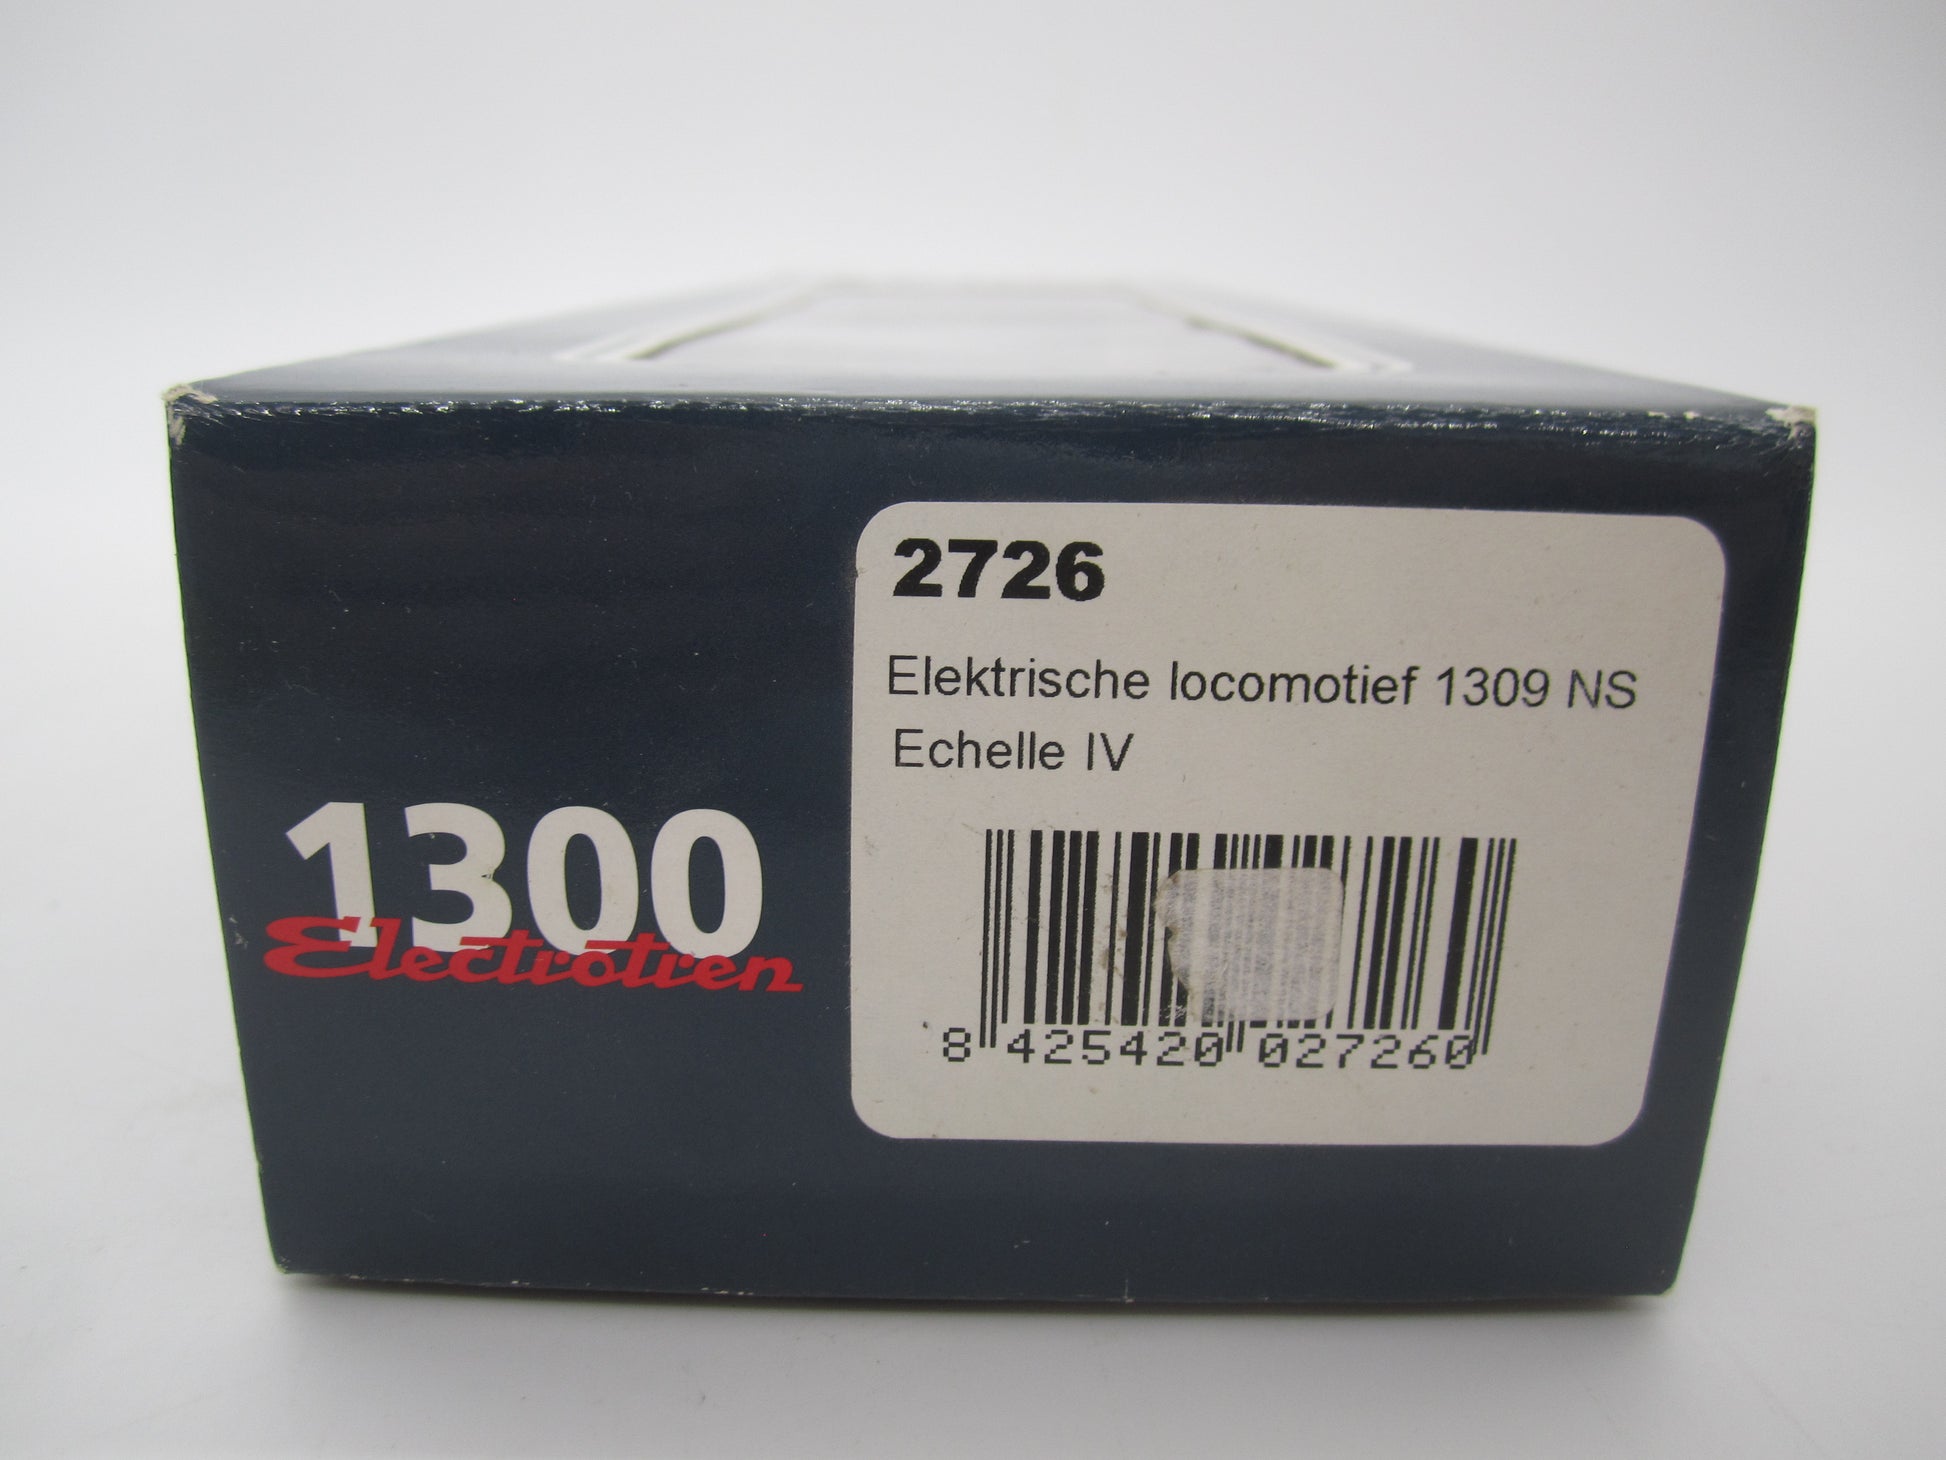 2726
Elektrische locomotief 1309 NS
Echelle IV
1300
Electrotren
8 425420 027260